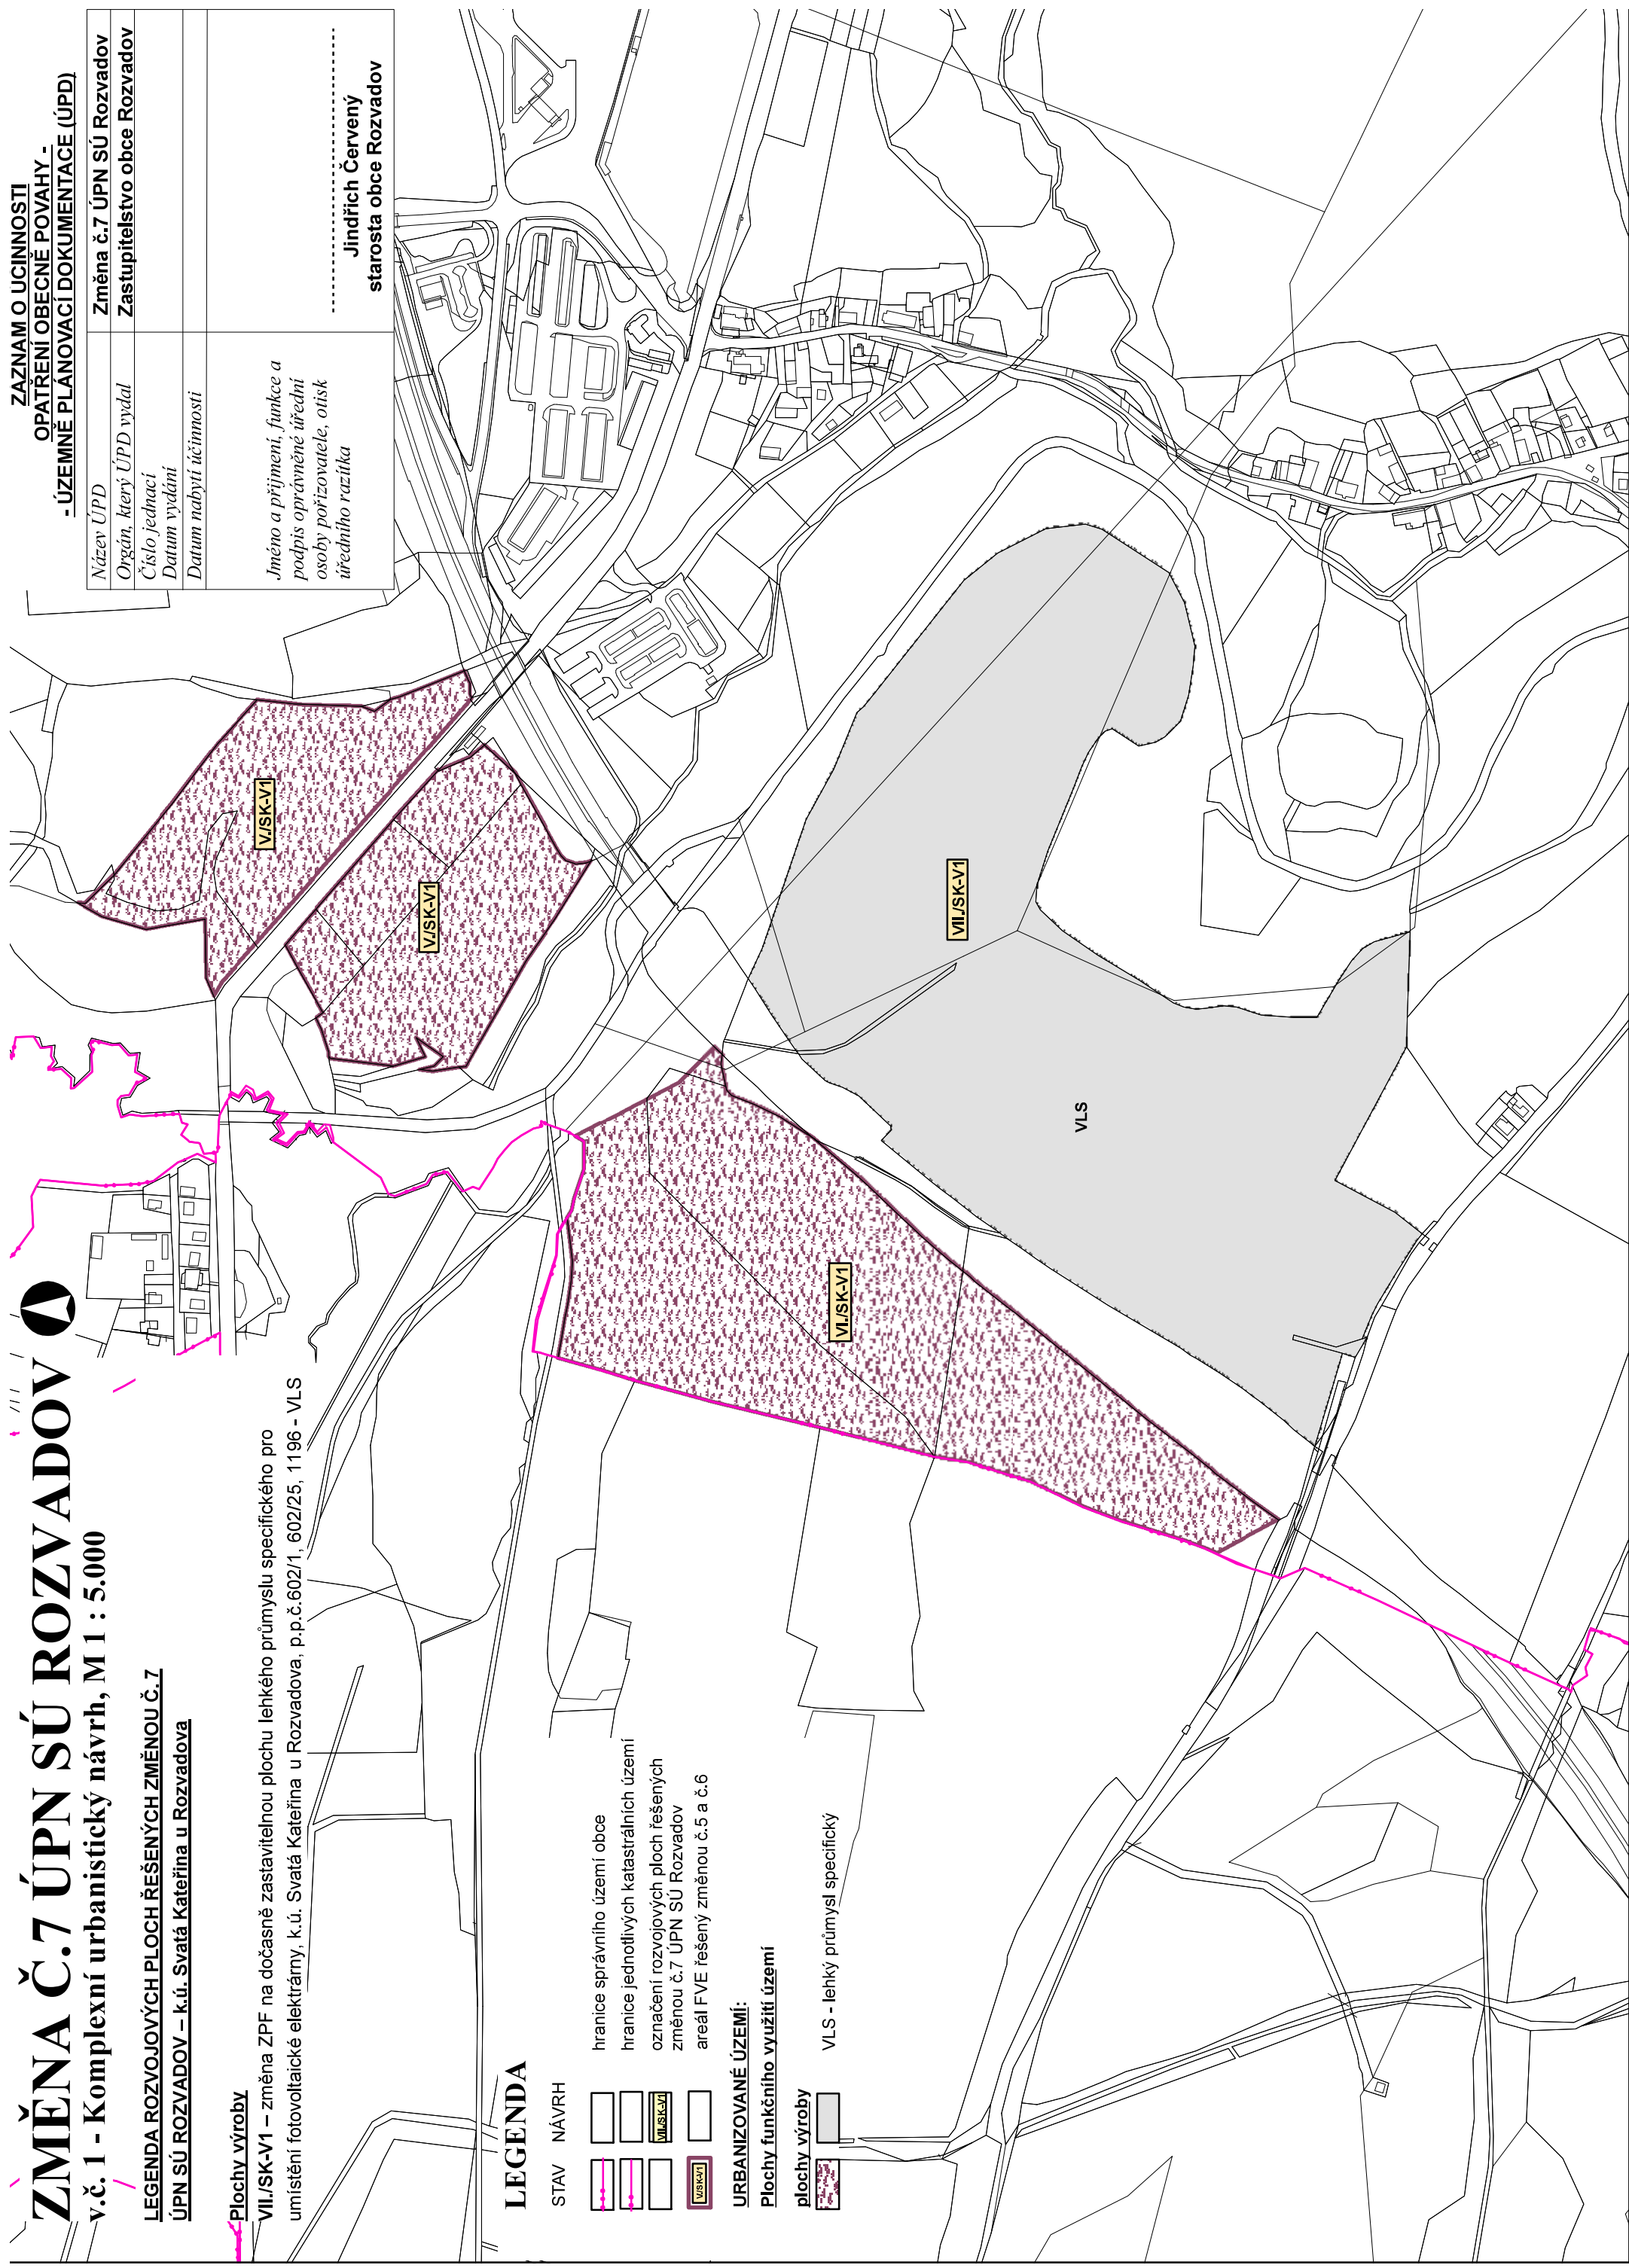 ZMĚNA Č.7 ÚPN SÚ ROZVADOV
v.č. 1 - Komplexní urbanistický návrh, M 1 : 5.000
LEGENDA ROZVOJOVÝCH PLOCH ŘEŠENÝCH ZMĚNOU Č.7
ÚPN SÚ ROZVADOV – k.ú. Svatá Kateřina u Rozvadova
Plochy výroby
VII./SK-V1 – změna ZPF na dočasně zastavitelnou plochu lehkého průmyslu specifického pro
umístění fotovoltaické elektrárny, k.ú. Svatá Kateřina u Rozvadova, p.p.č.602/1, 602/25, 1196 - VLS
LEGENDA
STAV NÁVRH
hranice správního území obce
hranice jednotlivých katastrálních území
VII./SK-V1 označení rozvojových ploch řešených
změnou č.7 ÚPN SÚ Rozvadov
V./SK-V1 areál FVE řešený změnou č.5 a č.6
URBANIZOVANÉ ÚZEMÍ:
Plochy funkčního využití území
plochy výroby
VLS - lehký průmysl specifický
ZAZNAM O UCINNOSTI
OPATŘENÍ OBECNÉ POVAHY -
- ÚZEMNĚ PLÁNOVACÍ DOKUMENTACE (ÚPD)
Název ÚPD Změna č.7 ÚPN SÚ Rozvadov
Orgán, který ÚPD vydal Zastupitelstvo obce Rozvadov
Číslo jednací
Datum vydání
Datum nabytí účinnosti
Jméno a příjmení, funkce a
podpis oprávněné úřední
osoby pořizovatele, otisk
úředního razítka
Jindřich Červený
starosta obce Rozvadov
V./SK-V1
V./SK-V1
VI./SK-V1
VII./SK-V1
VLS